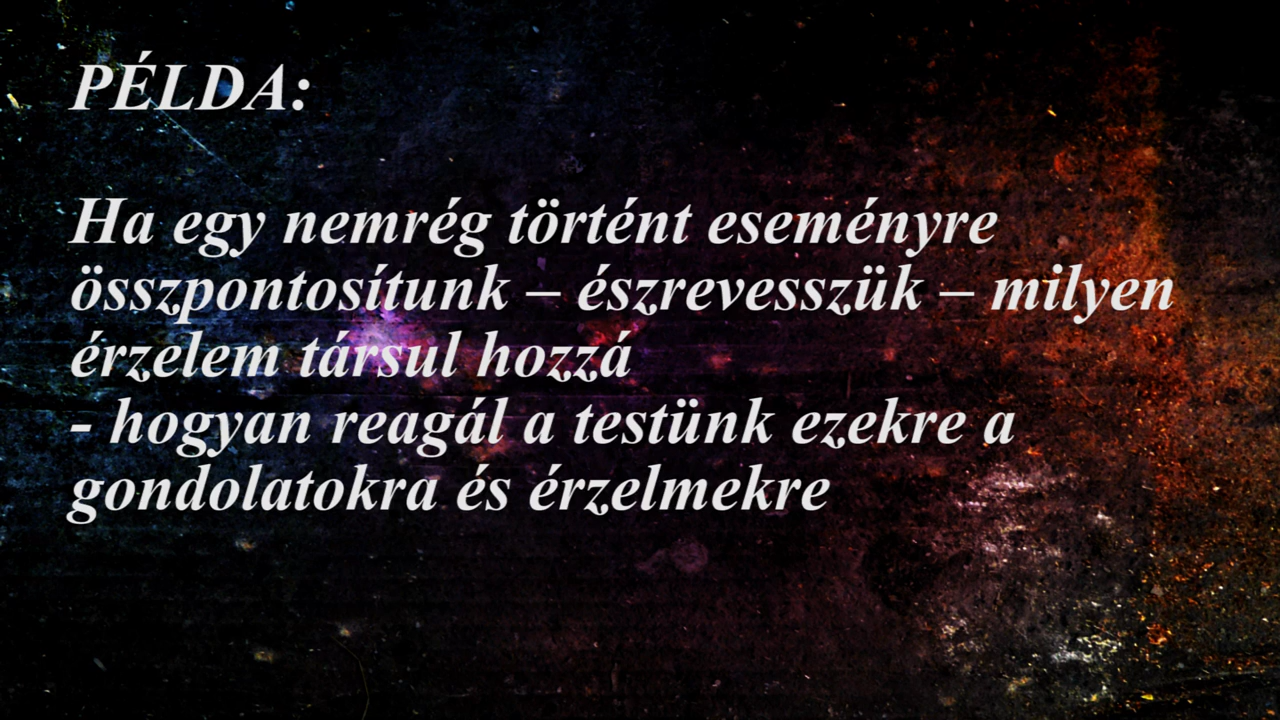 PÉLDA:
Ha egy nemrég történt eseményre
összpontosítunk – észrevesszük – milyen
érzelem társul hozzá
- hogyan reagál a testünk ezekre a
gondolatokra és érzelmekre